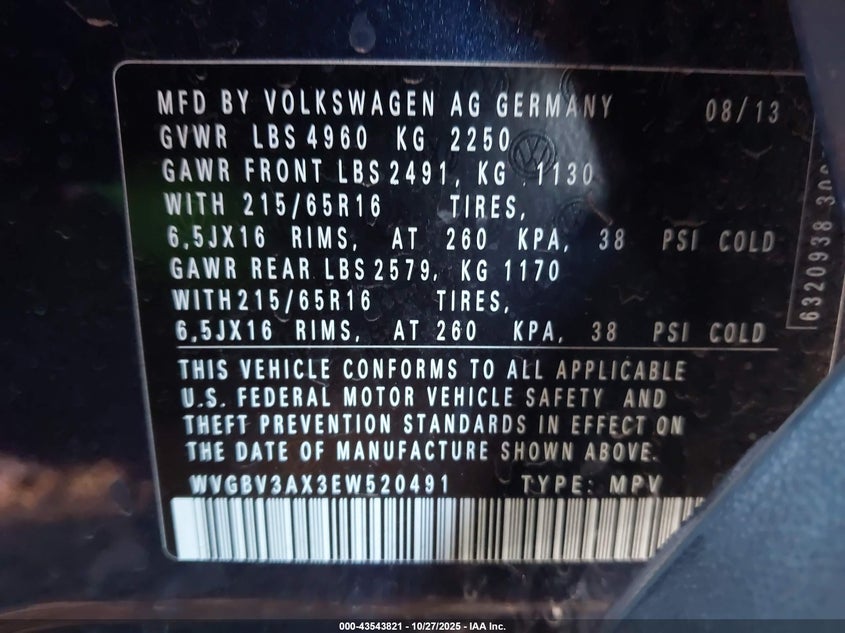 MFD BY VOLKSWAGEN AG GERMANY 08/13
GVWR LBS 4960 KG 2250
GAWR FRONT LBS 2491, KG 1130
WITH 215/65R16 TIRES,
6,5JX16 RIMS, AT 260 KPA, 38 PSI COLD
GAWR REAR LBS 2579, KG 1170
WITH 215/65R16 TIRES,
6,5JX16 RIMS, AT 260 KPA, 38 PSI COLD
THIS VEHICLE CONFORMS TO ALL APPLICABLE
U.S. FEDERAL MOTOR VEHICLE SAFETY AND
THEFT PREVENTION STANDARDS IN EFFECT ON
THE DATE OF MANUFACTURE SHOWN ABOVE.
WVGBV3AX3EW520491 TYPE: MPV
6320938
000-43543821 - 10/27/2025 - IAA Inc.